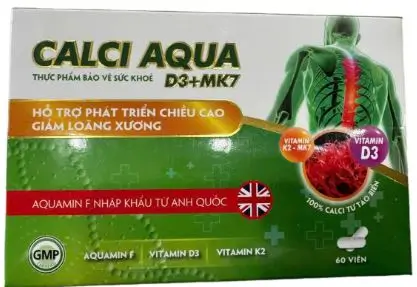 CALCI AQUA
D3+MK7
THỰC PHẨM BẢO VỆ SỨC KHOẺ
HỖ TRỢ PHÁT TRIỂN CHIỀU CAO
GIẢM LOÃNG XƯƠNG
VITAMIN
K2 - MK7
VITAMIN
D3
100% CALCI TỪ TẢO BIỂN
AQUAMIN F NHẬP KHẨU TỪ ANH QUỐC
GMP
AQUAMIN F
VITAMIN D3
VITAMIN K2
60 VIÊN